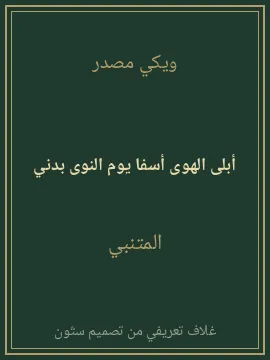 ويكي مصدر
أبلى الهوى أسفا يوم النوى بدني
المتنبي
غلاف تعريفي من تصميم سثون